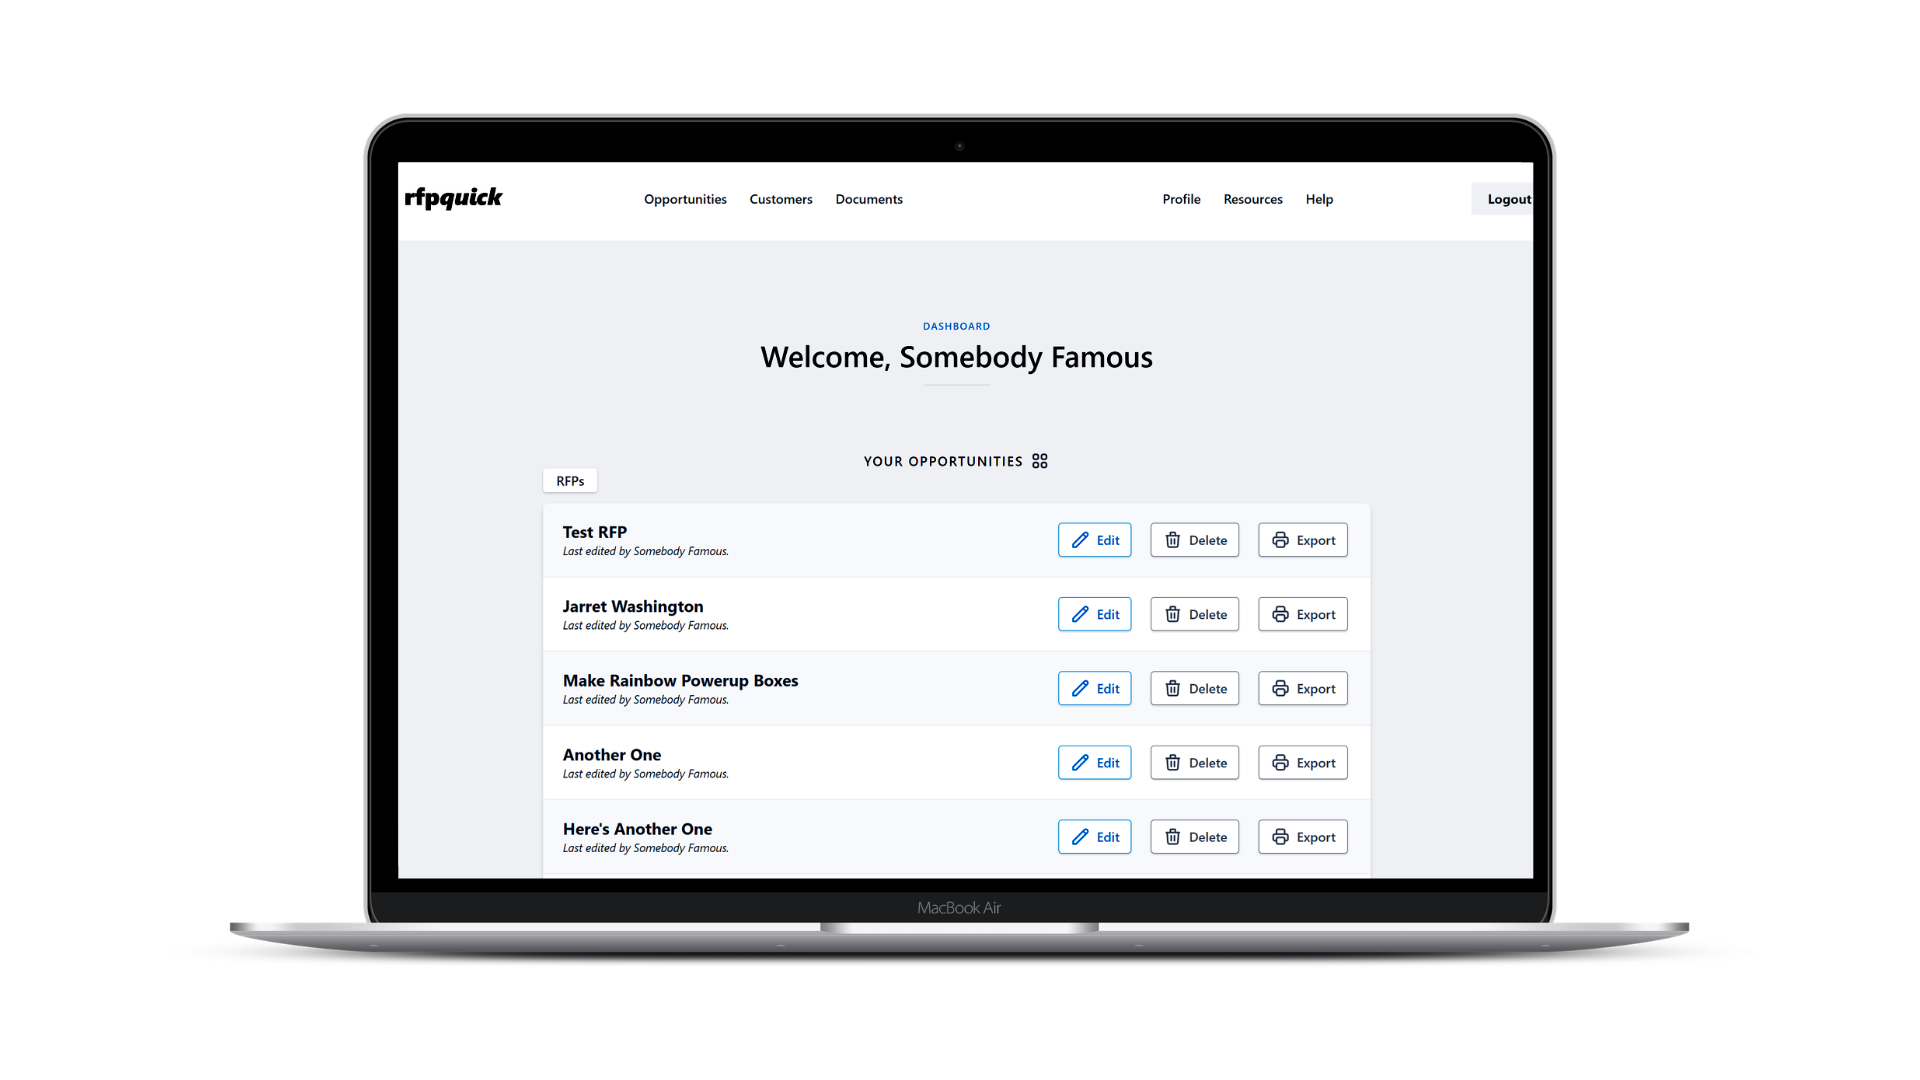 rfpquick
Opportunities Customers Documents
Profile Resources Help
Logout
DASHBOARD
Welcome, Somebody Famous
YOUR OPPORTUNITIES
RFPs
Test RFP
Last edited by Somebody Famous.
Edit Delete Export
Jarret Washington
Last edited by Somebody Famous.
Edit Delete Export
Make Rainbow Powerup Boxes
Last edited by Somebody Famous.
Edit Delete Export
Another One
Last edited by Somebody Famous.
Edit Delete Export
Here's Another One
Last edited by Somebody Famous.
Edit Delete Export
MacBook Air